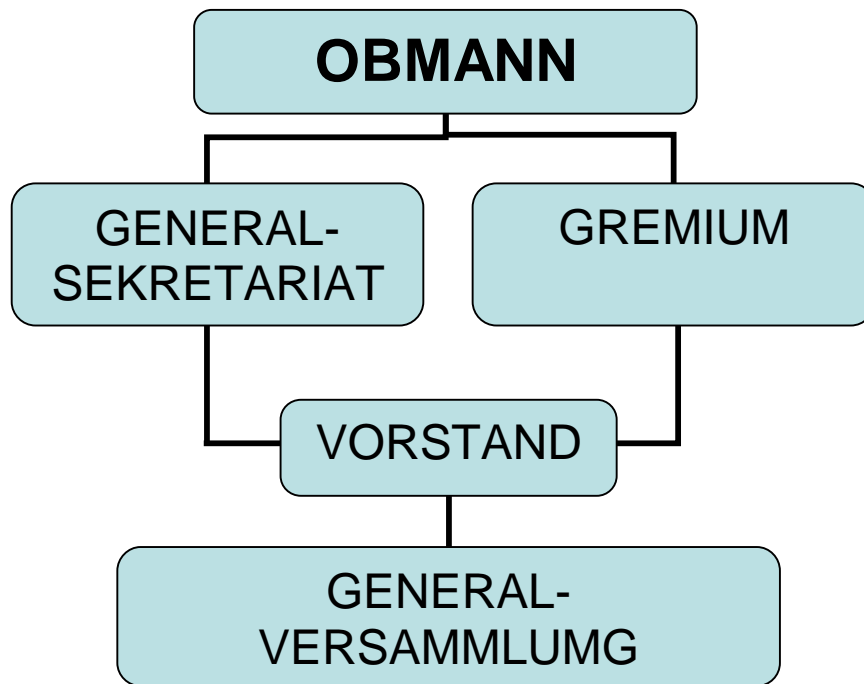 OBMANN
GENERAL-
SEKRETARIAT
GREMIUM
VORSTAND
GENERAL-
VERSAMMLUMG